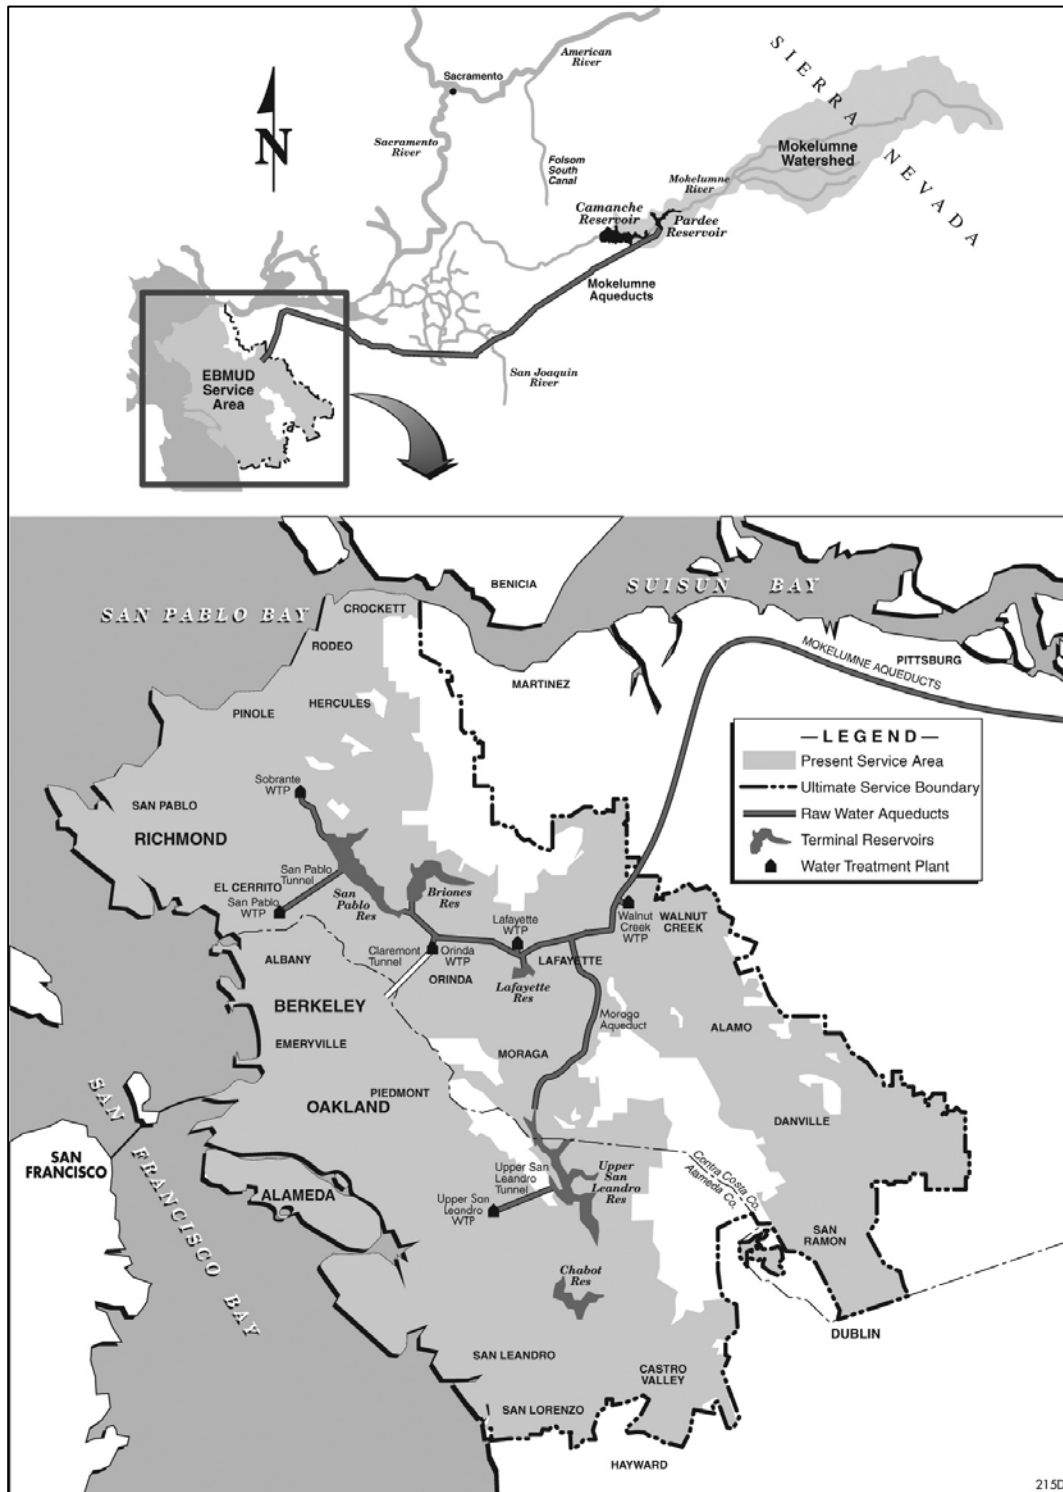 SIERRA NEVADA
American
River
Sacramento
Sacramento
River
Folsom
South
Canal
Mokelumne
Watershed
Mokelumne
River
Camanche
Reservoir
Pardee
Reservoir
N
Mokelumne
Aqueducts
San Joaquin
River
EBMUD
Service
Area
SAN PABLO BAY
SUISUN BAY
BENICIA
CROCKETT
RODEO
MARTINEZ
PITTSBURG
MOKELUMNE AQUEDUCTS
HERCULES
PINOLE
— L E G E N D —
Present Service Area
Ultimate Service Boundary
Raw Water Aqueducts
Terminal Reservoirs
Water Treatment Plant
Sobrante
WTP
SAN PABLO
RICHMOND
San Pablo
Tunnel
EL CERRITO
San Pablo
WTP
San
Pablo
Res
Briones
Res
Lafayette
WTP
Walnut
Creek
WTP
WALNUT
CREEK
Claremont
Tunnel
Orinda
WTP
ALBANY
ORINDA
LAFAYETTE
Lafayette
Res
BERKELEY
EMERYVILLE
Moraga
Aqueduct
ALAMO
MORAGA
PIEDMONT
OAKLAND
DANVILLE
SAN FRANCISCO BAY
SAN
FRANCISCO
ALAMEDA
Upper San
Leandro
Tunnel
Upper
San
Leandro
Res
Upper San
Leandro
WTP
Contra Costa Co.
Alameda Co.
SAN
RAMON
Chabot
Res
DUBLIN
SAN LEANDRO
CASTRO
VALLEY
SAN LORENZO
HAYWARD
215D